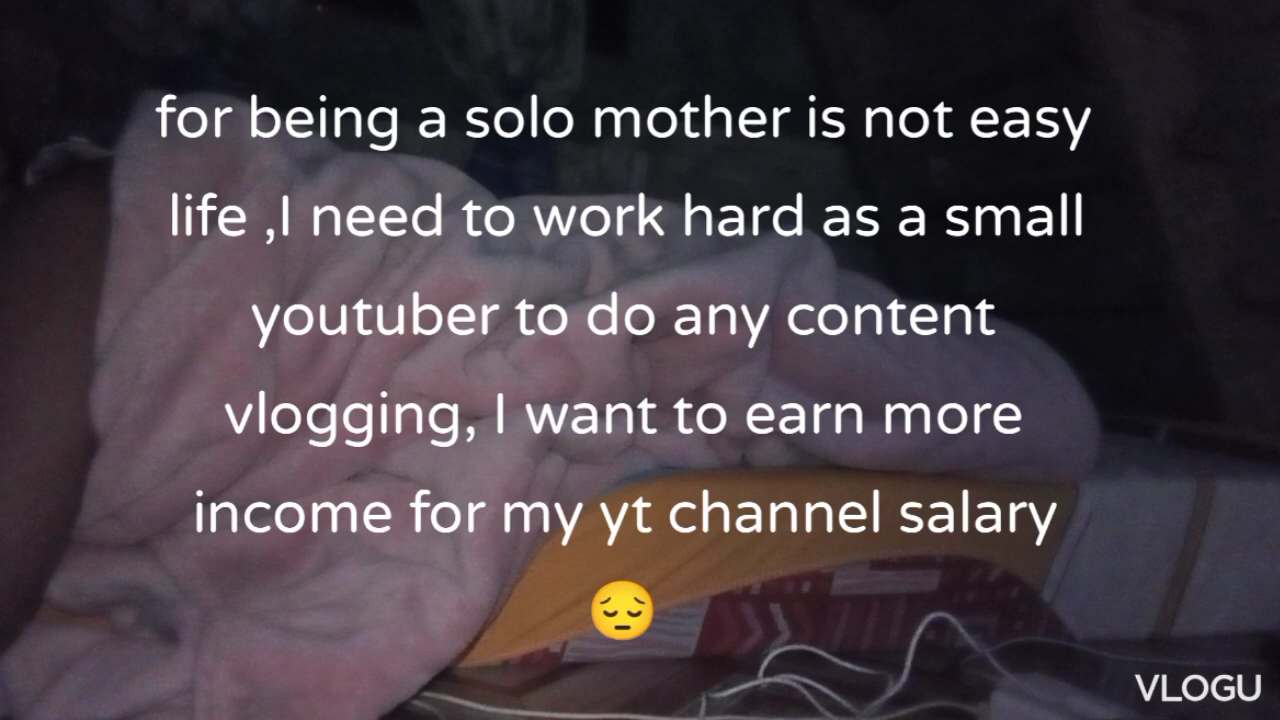 for being a solo mother is not easy
life ,I need to work hard as a small
youtuber to do any content
vlogging, I want to earn more
income for my yt channel salary
😔
VLOGU